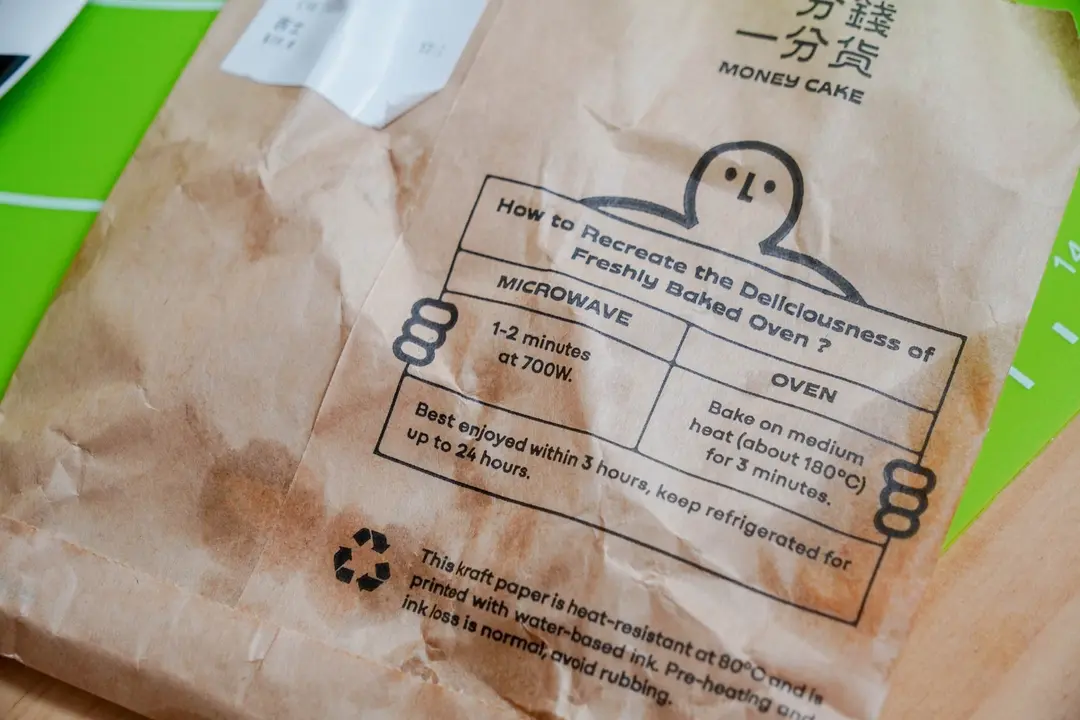 分錢
一分貨
MONEY CAKE
How to Recreate the Deliciousness of
Freshly Baked Oven ?
MICROWAVE
1-2 minutes
at 700W.
OVEN
Bake on medium
heat (about 180°C)
for 3 minutes.
Best enjoyed within 3 hours, keep refrigerated for
up to 24 hours.
This kraft paper is heat-resistant at 80°C and is
printed with water-based ink. Pre-heating and
ink loss is normal, avoid rubbing.
14